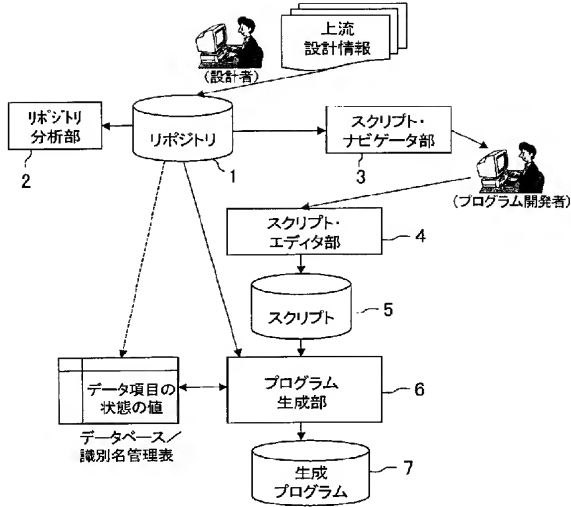 上流
設計情報
(設計者)
リポジトリ
分析部
2
リポジトリ
1
スクリプト・
ナビゲータ部
3
(プログラム開発者)
スクリプト・
エディタ部
4
スクリプト
5
データ項目の
状態の値
データベース/
識別名管理表
プログラム
生成部
6
生成
プログラム
7